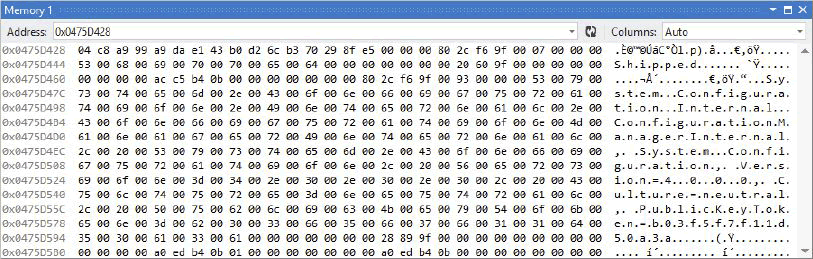 Memory 1
Address: 0x0475D428 Columns: Auto
0x0475D428 04 c8 a9 99 a9 da e1 43 b0 d2 6c b3 70 29 8f e5 00 00 00 80 2c f6 9f 00 07 00 00 00 .È©™©ÚáC°Òl³p).å...€,öŸ.....
0x0475D444 53 00 68 00 69 00 70 00 70 00 65 00 64 00 00 00 00 00 00 00 20 60 9f 00 00 00 00 00 S.h.i.p.p.e.d....... `Ÿ.....
0x0475D460 00 00 00 00 ac c5 b4 0b 00 00 00 00 00 00 00 80 2c f6 9f 00 93 00 00 00 53 00 79 00 ....¬Å´........€,öŸ.“...S.y.
0x0475D47C 73 00 74 00 65 00 6d 00 2e 00 43 00 6f 00 6e 00 66 00 69 00 67 00 75 00 72 00 61 00 s.t.e.m...C.o.n.f.i.g.u.r.a.
0x0475D498 74 00 69 00 6f 00 6e 00 2e 00 49 00 6e 00 74 00 65 00 72 00 6e 00 61 00 6c 00 2e 00 t.i.o.n...I.n.t.e.r.n.a.l...
0x0475D4B4 43 00 6f 00 6e 00 66 00 69 00 67 00 75 00 72 00 61 00 74 00 69 00 6f 00 6e 00 4d 00 C.o.n.f.i.g.u.r.a.t.i.o.n.M.
0x0475D4D0 61 00 6e 00 61 00 67 00 65 00 72 00 49 00 6e 00 74 00 65 00 72 00 6e 00 61 00 6c 00 a.n.a.g.e.r.I.n.t.e.r.n.a.l.
0x0475D4EC 2c 00 20 00 53 00 79 00 73 00 74 00 65 00 6d 00 2e 00 43 00 6f 00 6e 00 66 00 69 00 ,. .S.y.s.t.e.m...C.o.n.f.i.
0x0475D508 67 00 75 00 72 00 61 00 74 00 69 00 6f 00 6e 00 2c 00 20 00 56 00 65 00 72 00 73 00 g.u.r.a.t.i.o.n.,. .V.e.r.s.
0x0475D524 69 00 6f 00 6e 00 3d 00 34 00 2e 00 30 00 2e 00 30 00 2e 00 30 00 2c 00 20 00 43 00 i.o.n.=.4...0...0...0.,. .C.
0x0475D540 75 00 6c 00 74 00 75 00 72 00 65 00 3d 00 6e 00 65 00 75 00 74 00 72 00 61 00 6c 00 u.l.t.u.r.e.=.n.e.u.t.r.a.l.
0x0475D55C 2c 00 20 00 50 00 75 00 62 00 6c 00 69 00 63 00 4b 00 65 00 79 00 54 00 6f 00 6b 00 ,. .P.u.b.l.i.c.K.e.y.T.o.k.
0x0475D578 65 00 6e 00 3d 00 62 00 30 00 33 00 66 00 35 00 66 00 37 00 66 00 31 00 31 00 64 00 e.n.=.b.0.3.f.5.f.7.f.1.1.d.
0x0475D594 35 00 30 00 61 00 33 00 61 00 00 00 00 00 00 00 00 00 00 00 28 89 9f 00 00 00 00 00 5.0.a.3.a...........(.Ÿ.....
0x0475D5B0 00 00 00 00 a0 ed b4 0b 01 00 00 00 00 00 00 00 00 00 00 00 a0 ed b4 0b 00 00 00 00 .... í´............ í´.....